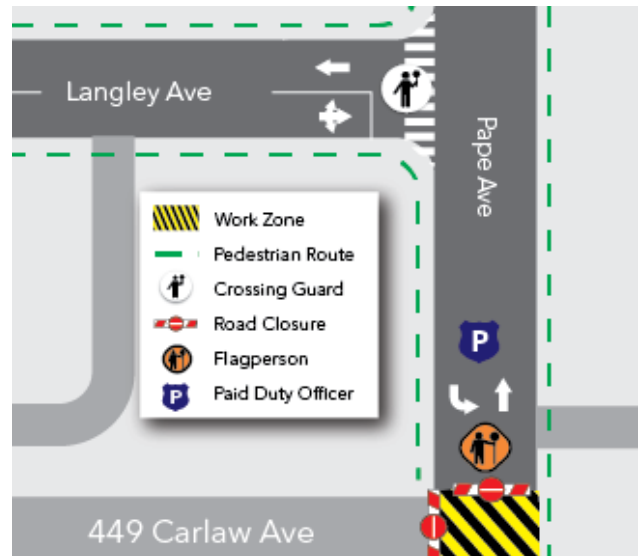 Langley Ave
Pape Ave
Work Zone
Pedestrian Route
Crossing Guard
Road Closure
Flagperson
P
Paid Duty Officer
P
449 Carlaw Ave